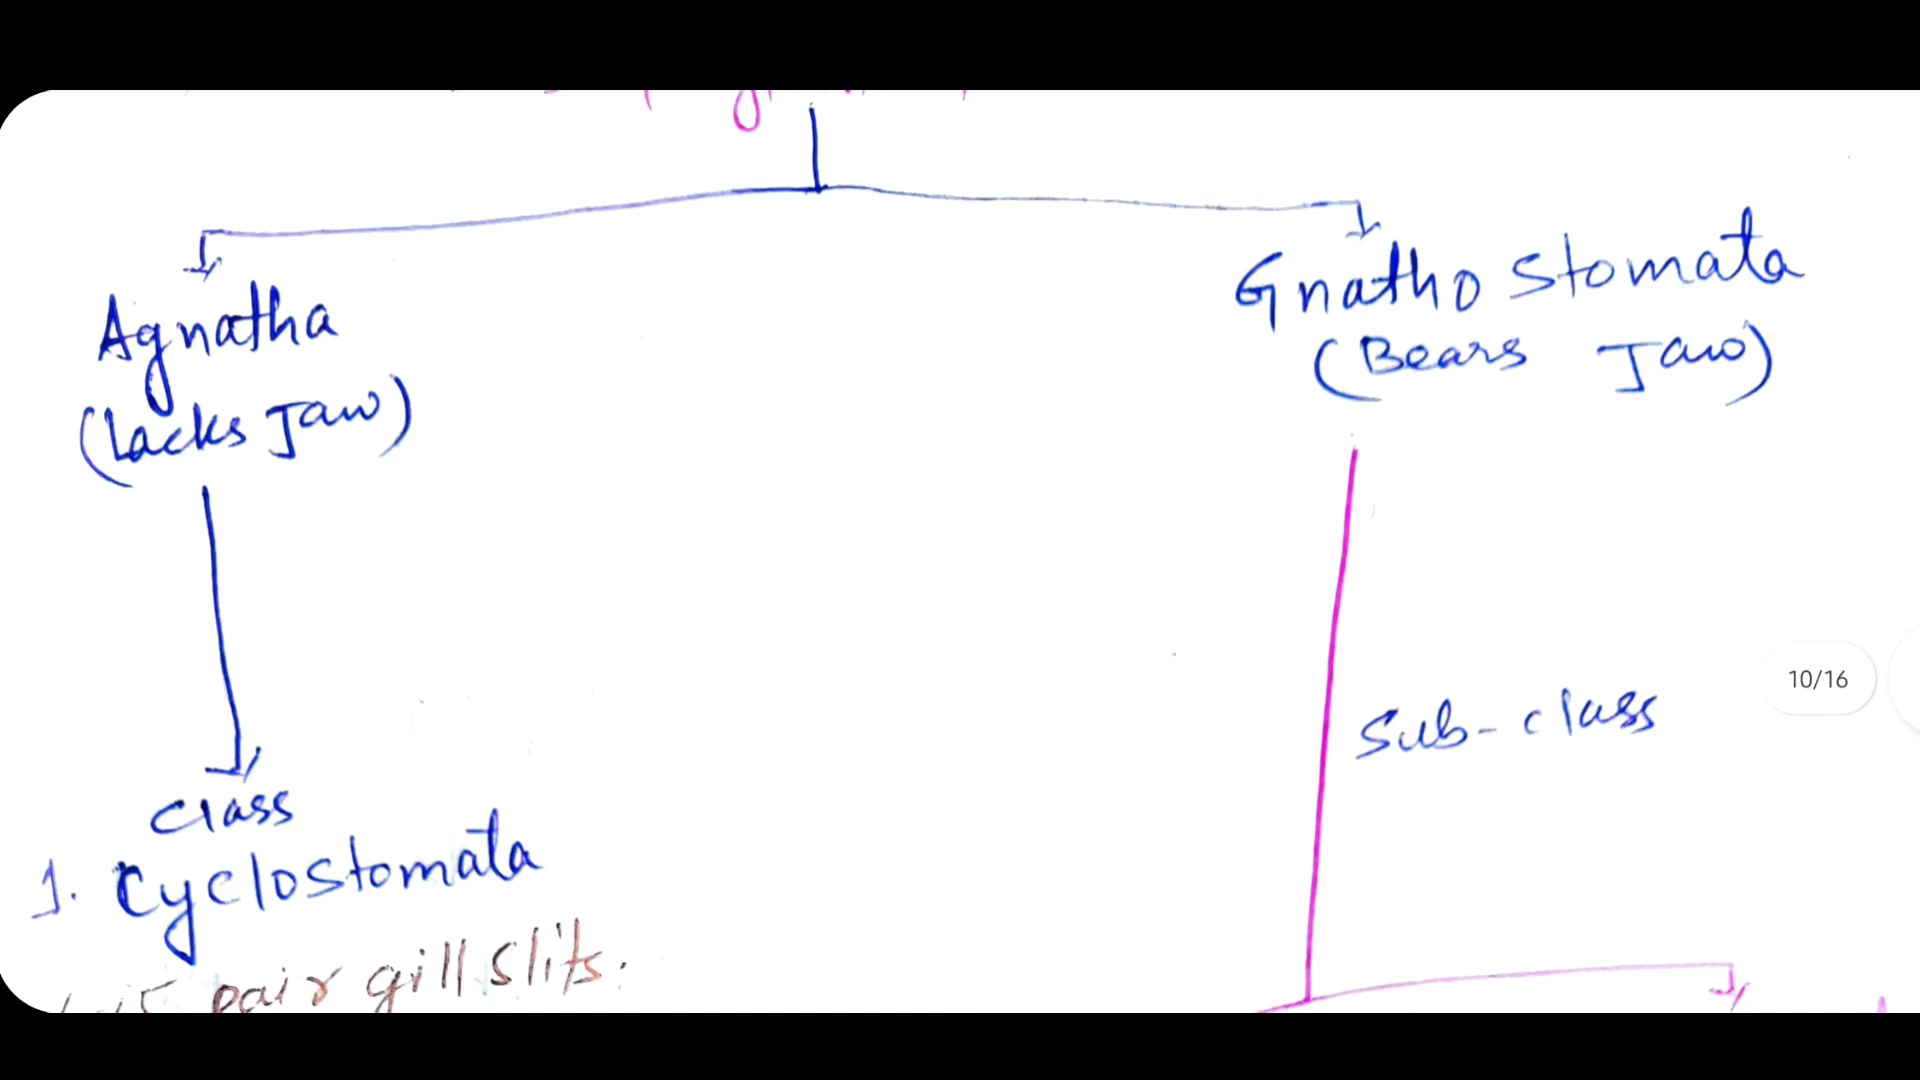 Agnatha
(Lacks Jaw)
Gnatho stomata
(Bears Jaw)
Sub-class
10/16
Class
1. Cyclostomata
pair gill slits.